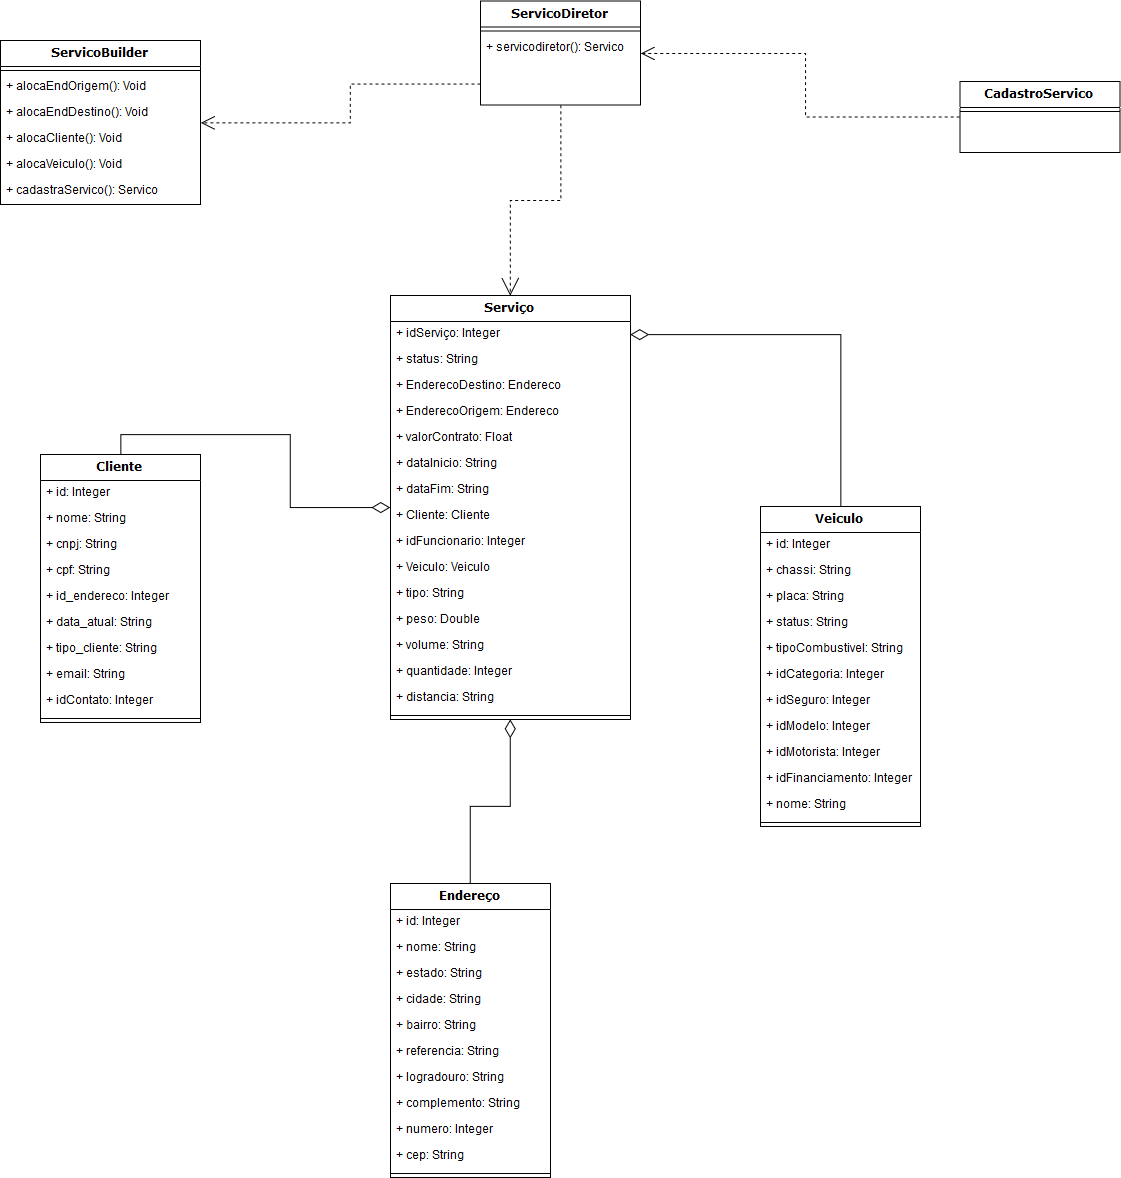 ServicoDiretor
+ servicodiretor(): Servico
ServicoBuilder
+ alocaEndOrigem(): Void
+ alocaEndDestino(): Void
+ alocaCliente(): Void
+ alocaVeiculo(): Void
+ cadastraServico(): Servico
CadastroServico
Serviço
+ idServiço: Integer
+ status: String
+ EnderecoDestino: Endereco
+ EnderecoOrigem: Endereco
+ valorContrato: Float
+ dataInicio: String
+ dataFim: String
+ Cliente: Cliente
+ idFuncionario: Integer
+ Veiculo: Veiculo
+ tipo: String
+ peso: Double
+ volume: String
+ quantidade: Integer
+ distancia: String
Cliente
+ id: Integer
+ nome: String
+ cnpj: String
+ cpf: String
+ id_endereco: Integer
+ data_atual: String
+ tipo_cliente: String
+ email: String
+ idContato: Integer
Veiculo
+ id: Integer
+ chassi: String
+ placa: String
+ status: String
+ tipoCombustivel: String
+ idCategoria: Integer
+ idSeguro: Integer
+ idModelo: Integer
+ idMotorista: Integer
+ idFinanciamento: Integer
+ nome: String
Endereço
+ id: Integer
+ nome: String
+ estado: String
+ cidade: String
+ bairro: String
+ referencia: String
+ logradouro: String
+ complemento: String
+ numero: Integer
+ cep: String